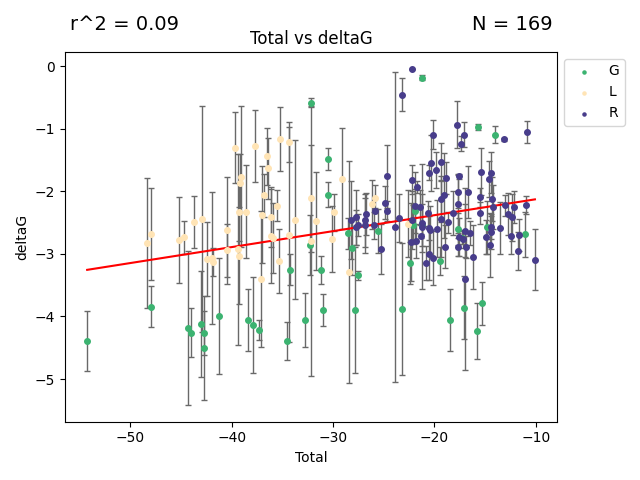 r^2 = 0.09
N = 169
Total vs deltaG
G
L
R
deltaG
0
−1
−2
−3
−4
−5
−50
−40
−30
−20
−10
Total